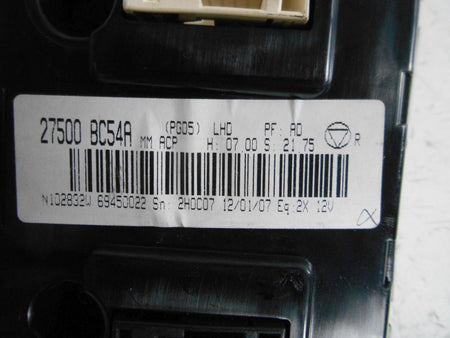 27500 BC54A (PG05) LHD PF: AD
MM ACP H: 07.00 S: 21 75 R
N102832W 69450022 Sn: 2H0C07 12/01/07 Eq:2X 12V